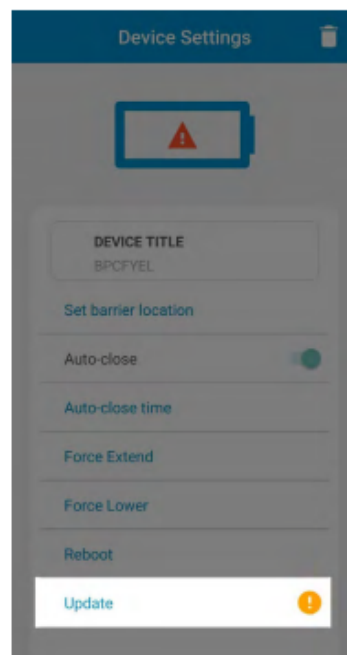 Device Settings
DEVICE TITLE
BPCFYEL
Set barrier location
Auto-close
Auto-close time
Force Extend
Force Lower
Reboot
Update